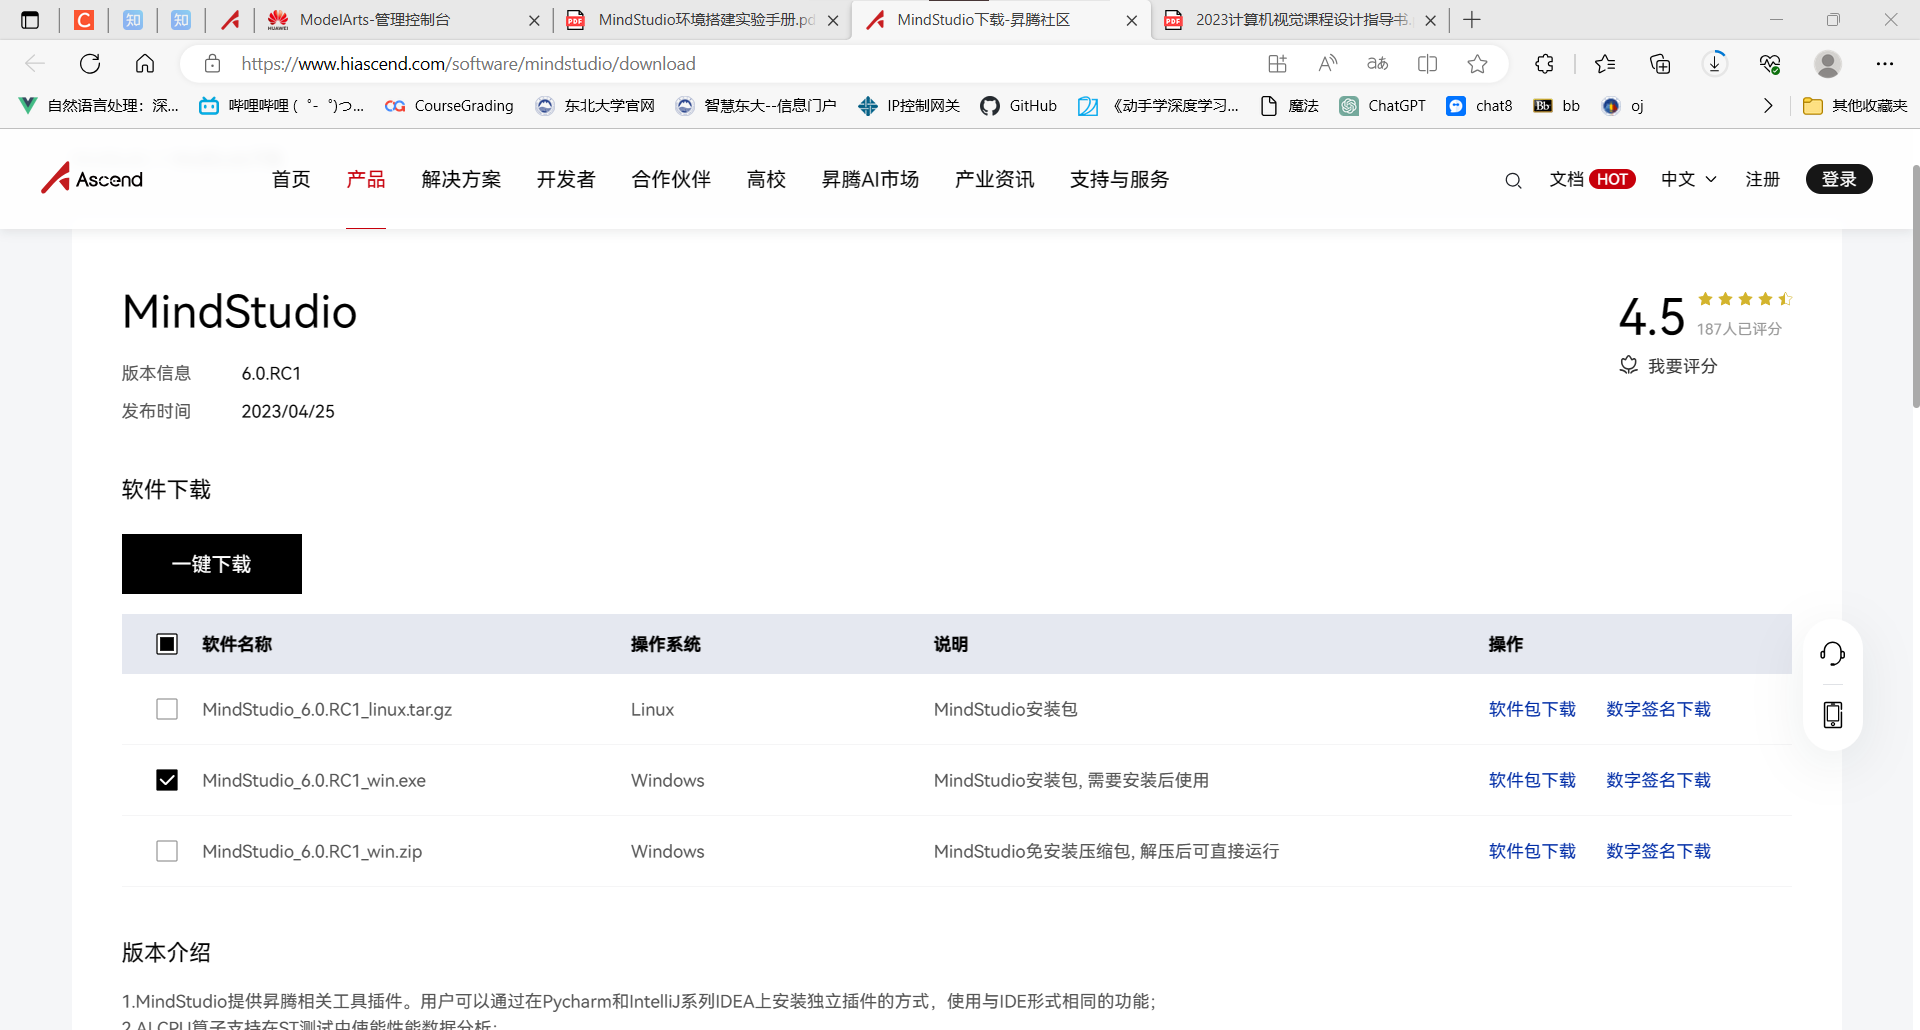 ModelArts-管理控制台
MindStudio环境搭建实验手册.pd
MindStudio下载-昇腾社区
2023计算机视觉课程设计指导书.
https://www.hiascend.com/software/mindstudio/download
自然语言处理：深...
哔哩哔哩 ( ゜- ゜)つ...
CourseGrading
东北大学官网
智慧东大--信息门户
IP控制网关
GitHub
《动手学深度学习...
魔法
ChatGPT
chat8
bb
oj
其他收藏夹
Ascend
首页
产品
解决方案
开发者
合作伙伴
高校
昇腾AI市场
产业资讯
支持与服务
文档 HOT
中文
注册
登录
MindStudio
4.5
187人已评分
我要评分
版本信息 6.0.RC1
发布时间 2023/04/25
软件下载
一键下载
软件名称 操作系统 说明 操作
MindStudio_6.0.RC1_linux.tar.gz Linux MindStudio安装包 软件包下载 数字签名下载
MindStudio_6.0.RC1_win.exe Windows MindStudio安装包, 需要安装后使用 软件包下载 数字签名下载
MindStudio_6.0.RC1_win.zip Windows MindStudio免安装压缩包, 解压后可直接运行 软件包下载 数字签名下载
版本介绍
1.MindStudio提供昇腾相关工具插件。用户可以通过在Pycharm和IntelliJ系列IDEA上安装独立插件的方式，使用与IDE形式相同的功能；
2.AI CPU算子支持在ST测试中使能性能数据分析；